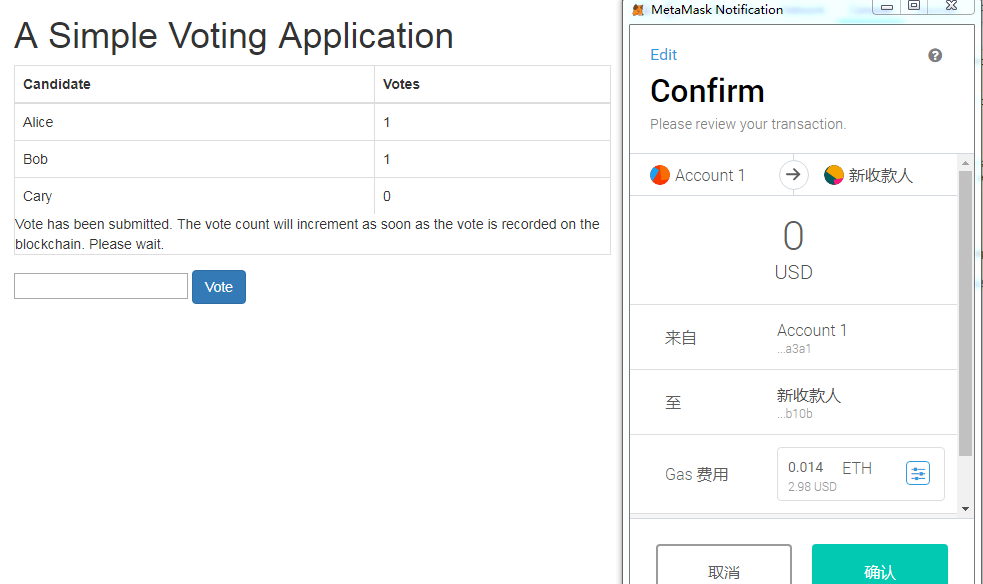 A Simple Voting Application
Candidate Votes
Alice 1
Bob 1
Cary 0
Vote has been submitted. The vote count will increment as soon as the vote is recorded on the
blockchain. Please wait.
Vote
MetaMask Notification
Edit
Confirm
Please review your transaction.
Account 1 新收款人
0
USD
来自 Account 1
...a3a1
至 新收款人
...b10b
Gas 费用 0.014 ETH
2.98 USD
取消 确认